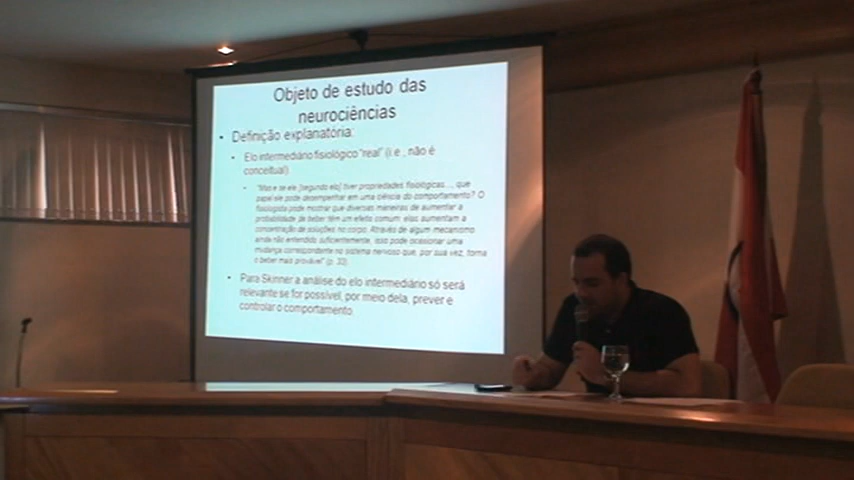 Objeto de estudo das
neurociências
• Definição explanatória:
• Elo intermediário fisiológico "real" (i.e., não é
conceitual)
• "Mas e se ele [segundo elo] tiver propriedades fisiológicas..., que
papel ele pode desempenhar em uma ciência do comportamento? O
fisiologista pode mostrar que diversas maneiras de aumentar a
probabilidade de beber têm um efeito comum: elas aumentam a
concentração de soluções no corpo. Através de algum mecanismo
ainda não entendido suficientemente, isso pode ocasionar uma
mudança correspondente no sistema nervoso que, por sua vez, torna
o beber mais provável" (p. 33).
• Para Skinner a análise do elo intermediário só será
relevante se for possível, por meio dela, prever e
controlar o comportamento.